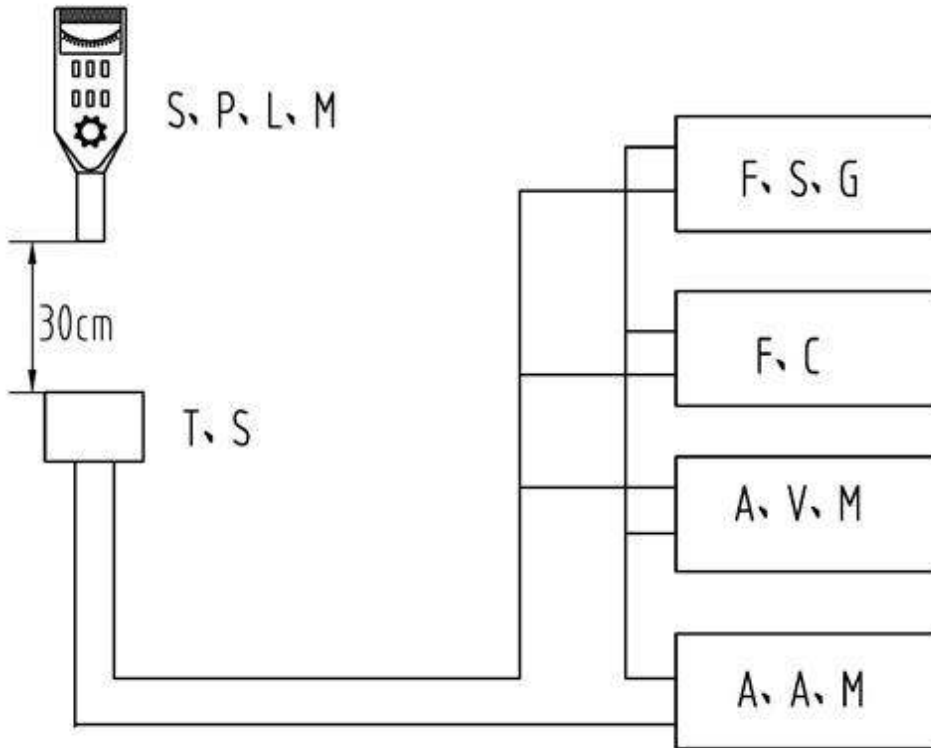 S、P、L、M
F、S、G
30cm
F、C
T、S
A、V、M
A、A、M